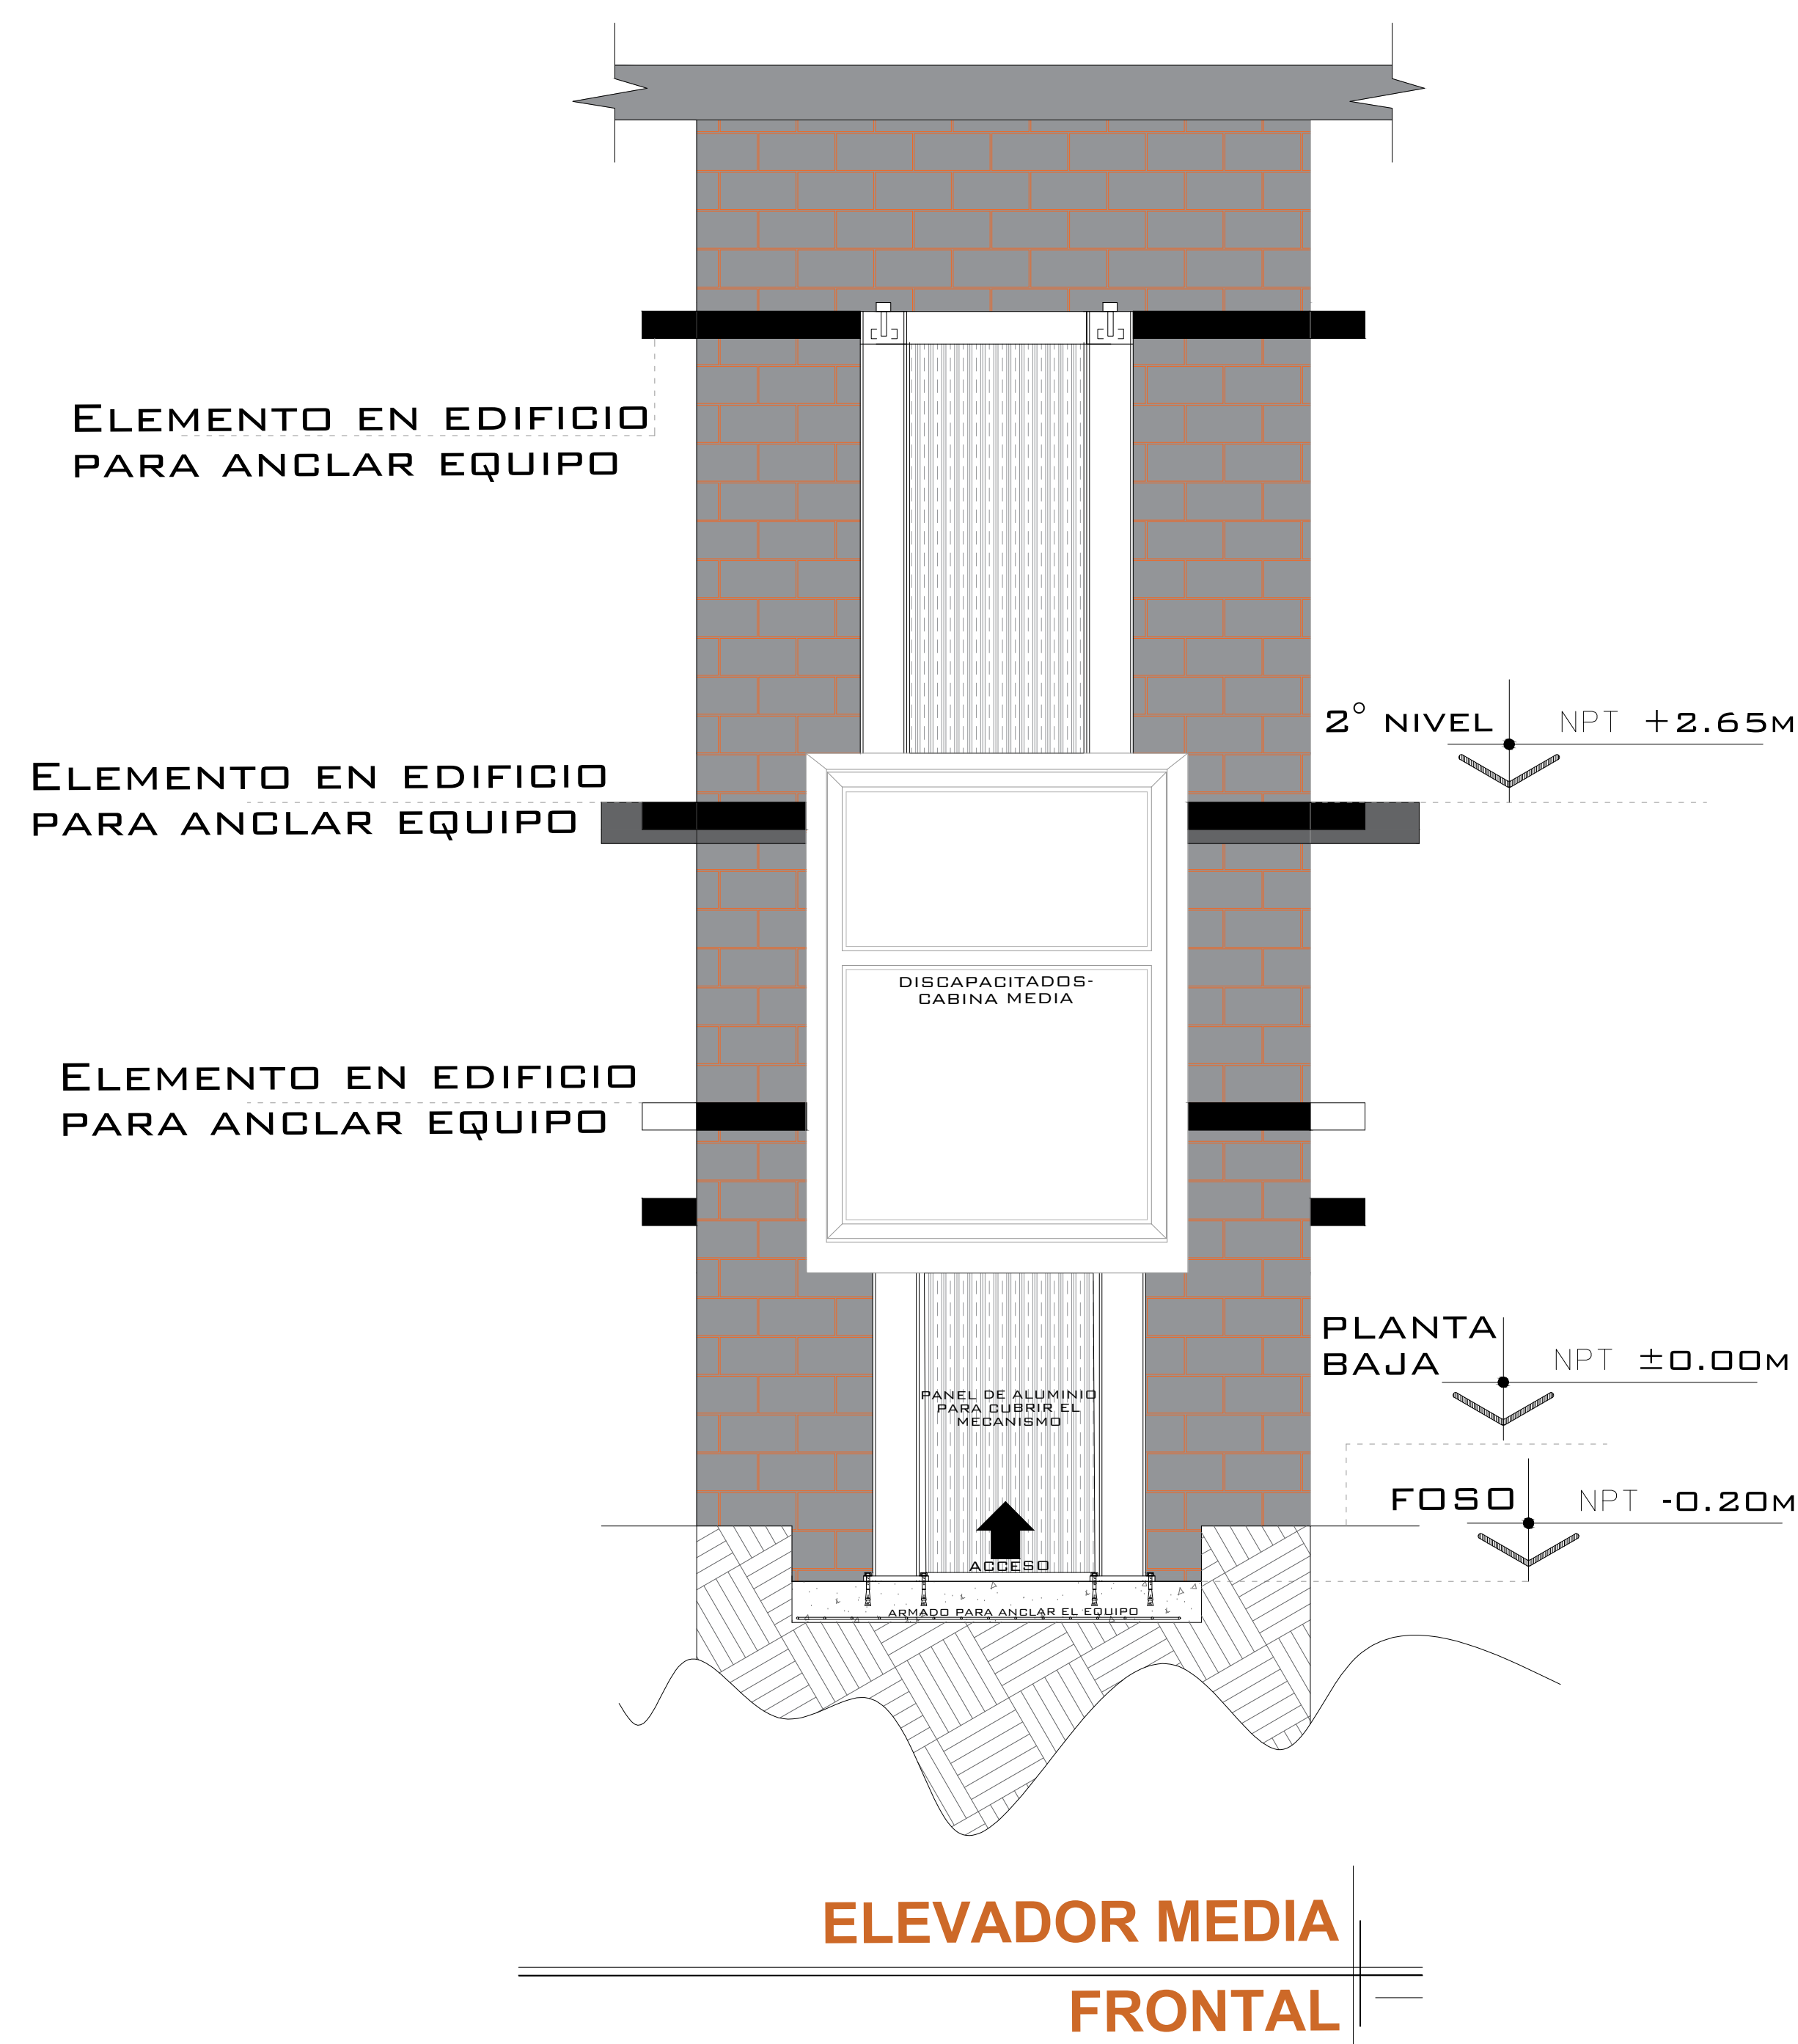 Elemento en edificio
para anclar equipo
2° nivel NPT +2.65m
Elemento en edificio
para anclar equipo
DISCAPACITADOS-
CABINA MEDIA
Elemento en edificio
para anclar equipo
PLANTA
BAJA NPT ±0.00m
PANEL DE ALUMINIO
PARA CUBRIR EL
MECANISMO
FOSO NPT -0.20m
ACCESO
ARMADO PARA ANCLAR EL EQUIPO
ELEVADOR MEDIA
FRONTAL